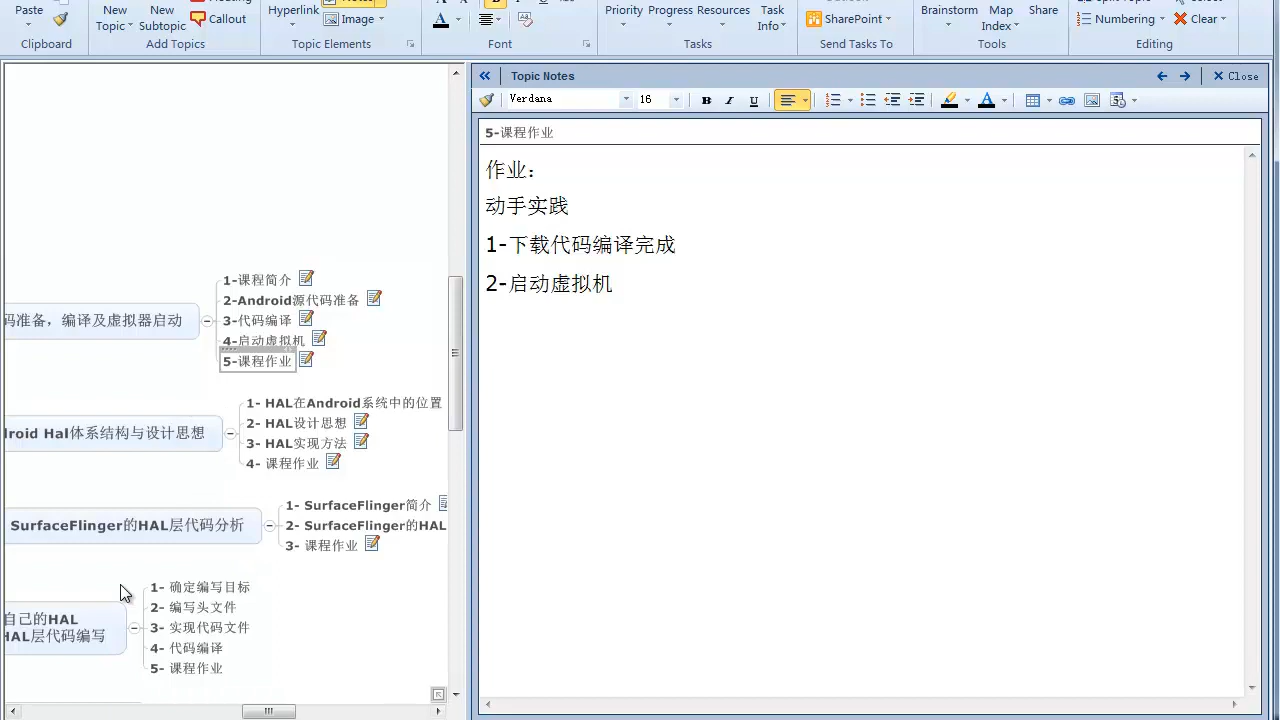 Paste
New
Topic
New
Subtopic
Callout
Hyperlink
Image
A
Priority
Progress
Resources
Task
Info
SharePoint
Brainstorm
Map
Index
Share
Numbering
Clear
Clipboard
Add Topics
Topic Elements
Font
Tasks
Send Tasks To
Tools
Editing
Topic Notes
Close
Verdana
16
B
I
U
A
5-课程作业
作业：
动手实践
1-下载代码编译完成
2-启动虚拟机
码准备，编译及虚拟器启动
1-课程简介
2-Android源代码准备
3-代码编译
4-启动虚拟机
5-课程作业
droid Hal体系结构与设计思想
1- HAL在Android系统中的位置
2- HAL设计思想
3- HAL实现方法
4- 课程作业
SurfaceFlinger的HAL层代码分析
1- SurfaceFlinger简介
2- SurfaceFlinger的HAL
3- 课程作业
自己的HAL
HAL层代码编写
1- 确定编写目标
2- 编写头文件
3- 实现代码文件
4- 代码编译
5- 课程作业